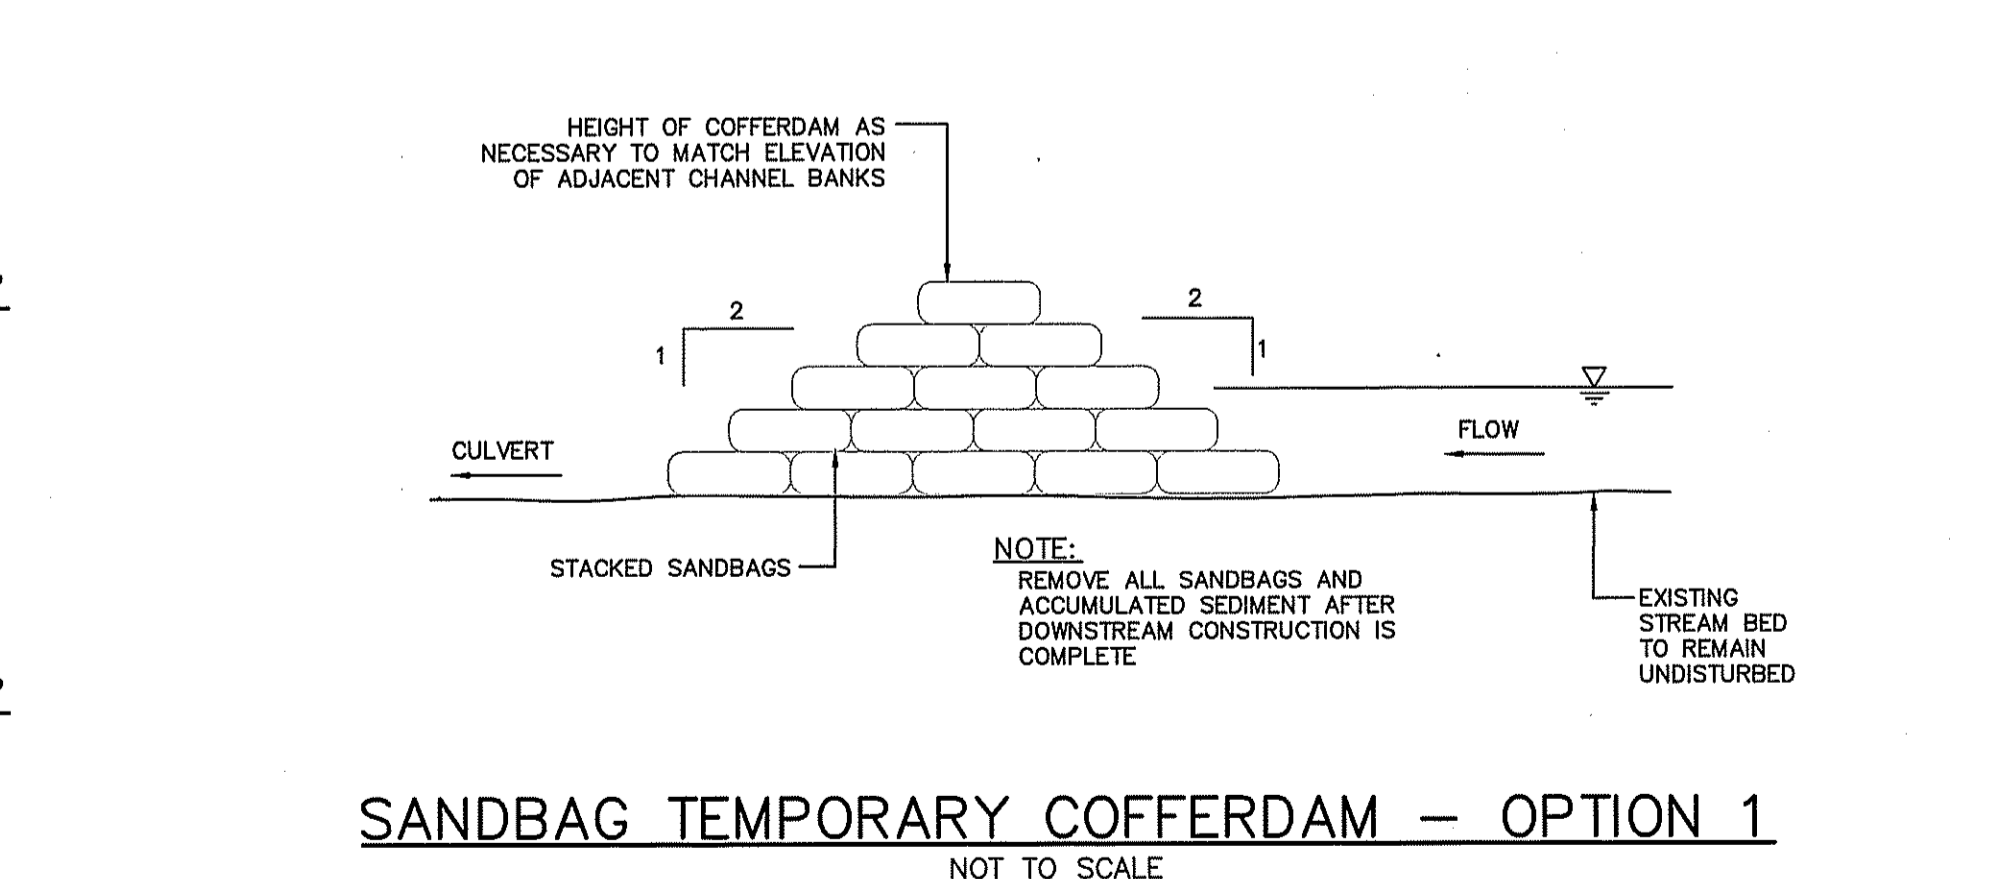 HEIGHT OF COFFERDAM AS
NECESSARY TO MATCH ELEVATION
OF ADJACENT CHANNEL BANKS
2
1
2
1
CULVERT
FLOW
STACKED SANDBAGS
NOTE:
REMOVE ALL SANDBAGS AND
ACCUMULATED SEDIMENT AFTER
DOWNSTREAM CONSTRUCTION IS
COMPLETE
EXISTING
STREAM BED
TO REMAIN
UNDISTURBED
SANDBAG TEMPORARY COFFERDAM – OPTION 1
NOT TO SCALE